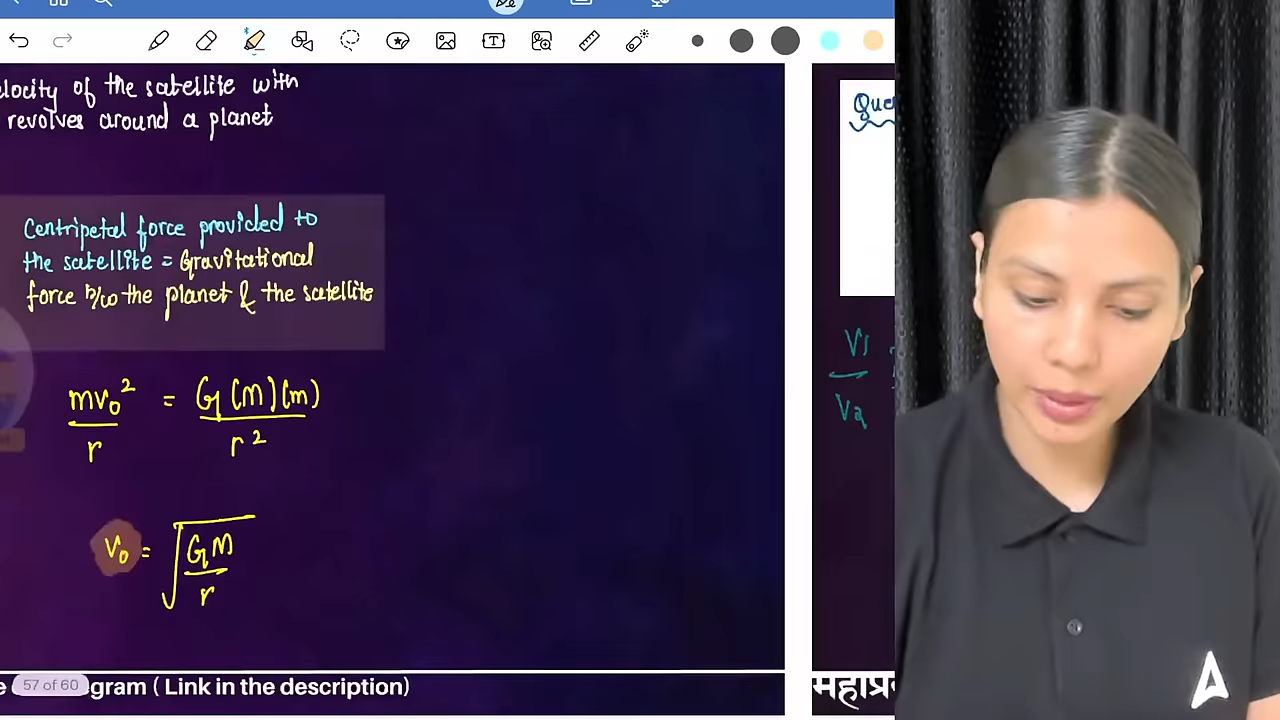 elocity of the satellite with
revolves around a planet
Centripetal force provided to
the satellite = Gravitational
force b/w the planet & the satellite
mv₀² / r = G(M)(m) / r²
v₀ = √(GM / r)
Que
V1
V2
57 of 60
gram ( Link in the description)
महाप्र